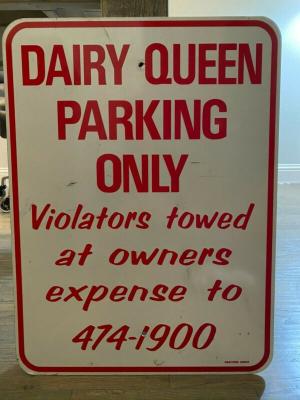 DAIRY QUEEN
PARKING
ONLY
Violators towed
at owners
expense to
474-1900